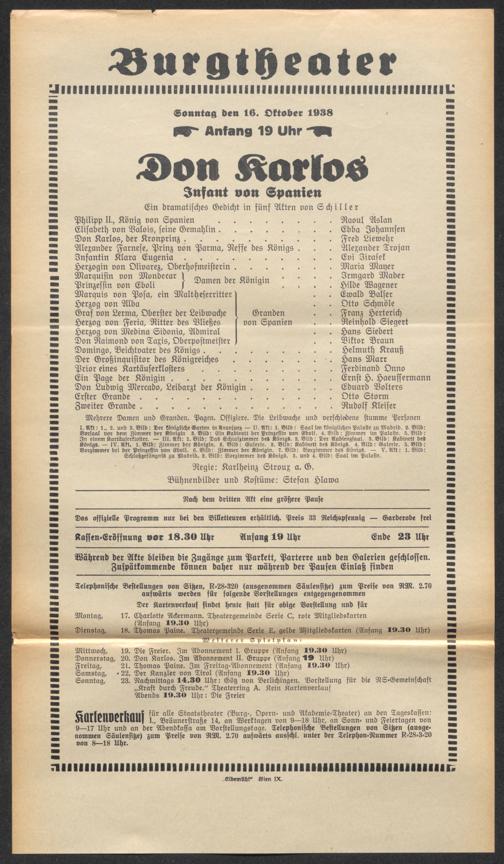 Burgtheater
Sonntag den 16. Oktober 1938
Anfang 19 Uhr
Don Karlos
Infant von Spanien
Ein dramatisches Gedicht in fünf Akten von Schiller
Philipp II., König von Spanien . . . . . . . . Raoul Aslan
Elisabeth von Valois, seine Gemahlin . . . . . . . Ebba Johannsen
Don Karlos, der Kronprinz . . . . . . . . . Fred Liewehr
Alexander Farnese, Prinz von Parma, Neffe des Königs . . . . Alexander Trojan
Infantin Klara Eugenia . . . . . . . . . Evi Jirasek
Herzogin von Olivarez, Oberhofmeisterin . . . . . . . Maria Mayer
Marquisin von Mondecar } Damen der Königin . . . . . Irmgard Nader
Prinzessin von Eboli Hilde Wagener
Marquis von Posa, ein Malteserritter Ewald Balser
Herzog von Alba Otto Schmöle
Graf von Lerma, Oberster der Leibwache Granden Franz Herterich
Herzog von Feria, Ritter des Vließes von Spanien Reinhold Siegert
Herzog von Medina Sidonia, Admiral Hans Siebert
Don Raimond von Taxis, Oberpostmeister Viktor Braun
Domingo, Beichtvater des Königs . . . . . . . . Helmuth Krauß
Der Großinquisitor des Königreiches . . . . . . . Hans Marr
Prior eines Kartäuserklosters . . . . . . . . Ferdinand Onno
Ein Page der Königin . . . . . . . . . Ernst H. Haeussermann
Don Ludwig Mercado, Leibarzt der Königin . . . . . . Eduard Volters
Erster Grande . . . . . . . . . . Otto Storm
Zweiter Grande . . . . . . . . . . Rudolf Kleiser
Mehrere Damen und Granden. Pagen. Offiziere. Die Leibwache und verschiedene stumme Personen
Regie: Karlheinz Stroux a. G.
Bühnenbilder und Kostüme: Stefan Hlawa
Nach dem dritten Akt eine größere Pause
Das offizielle Programm nur bei den Billetteuren erhältlich. Preis 33 Reichspfennig — Garderobe frei
Kassen-Eröffnung vor 18.30 Uhr Anfang 19 Uhr Ende 23 Uhr
Während der Akte bleiben die Zugänge zum Parkett, Parterre und den Galerien geschlossen.
Zuspätkommende können daher nur während der Pausen Einlaß finden
Telephonische Bestellungen von Sitzen, R-28-320 (ausgenommen Säulensitze) zum Preise von RM. 2.70
aufwärts werden für folgende Vorstellungen entgegengenommen
Der Kartenverkauf findet heute statt für obige Vorstellung und für
Montag, 17. Charlotte Ackermann. Theatergemeinde Serie C, rote Mitgliedskarten
(Anfang 19.30 Uhr)
Dienstag, 18. Thomas Paine. Theatergemeinde Serie E, gelbe Mitgliedskarten (Anfang 19.30 Uhr)
Weiterer Spielplan:
Mittwoch, 19. Die Freier. Im Abonnement I. Gruppe (Anfang 19.30 Uhr)
Donnerstag, 20. Don Karlos. Im Abonnement II. Gruppe (Anfang 19 Uhr)
Freitag, 21. Thomas Paine. Im Freitag-Abonnement (Anfang 19.30 Uhr)
Samstag, 22. Der Kanzler von Tirol (Anfang 19.30 Uhr)
Sonntag, 23. Nachmittags 14.30 Uhr: Götz von Berlichingen. Vorstellung für die NS-Gemeinschaft
„Kraft durch Freude.“ Theaterring A. Kein Kartenverkauf
Abends 19.30 Uhr: Die Freier
Kartenverkauf für alle Staatstheater (Burg-, Opern- und Akademie-Theater) an den Tageskassen:
I., Bräunerstraße 14, an Werktagen von 9—18 Uhr, an Sonn- und Feiertagen von
9—17 Uhr und an der Abendkassa am Vorstellungstage. Telephonische Bestellungen von Sitzen (ausge-
nommen Säulensitze) zum Preise von RM. 2.70 aufwärts ausschl. unter der Telephon-Nummer R-28-3-20
von 8—18 Uhr.
„Elbemühl“ Wien IX.